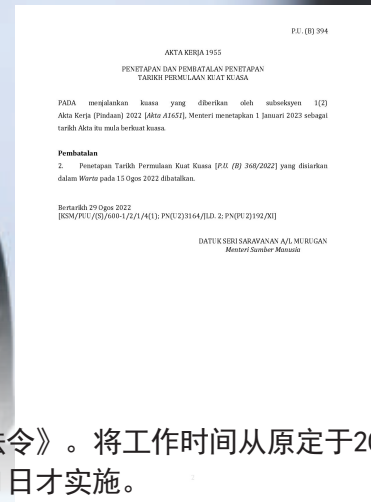 P.U. (B) 394
AKTA KERJA 1955
PENETAPAN DAN PEMBATALAN PENETAPAN
TARIKH PERMULAAN KUAT KUASA
PADA menjalankan kuasa yang diberikan oleh subseksyen 1(2)
Akta Kerja (Pindaan) 2022 [Akta A1651], Menteri menetapkan 1 Januari 2023 sebagai
tarikh Akta itu mula berkuat kuasa.
Pembatalan
2. Penetapan Tarikh Permulaan Kuat Kuasa [P.U. (B) 368/2022] yang disiarkan
dalam Warta pada 15 Ogos 2022 dibatalkan.
Bertarikh 29 Ogos 2022
[KSM/PUU/(S)/600-1/2/1/4(1); PN(U2)3164/JLD. 2; PN(PU2)192/XI]
DATUK SERI SARAVANAN A/L MURUGAN
Menteri Sumber Manusia
令》。将工作时间从原定于20
日才实施。